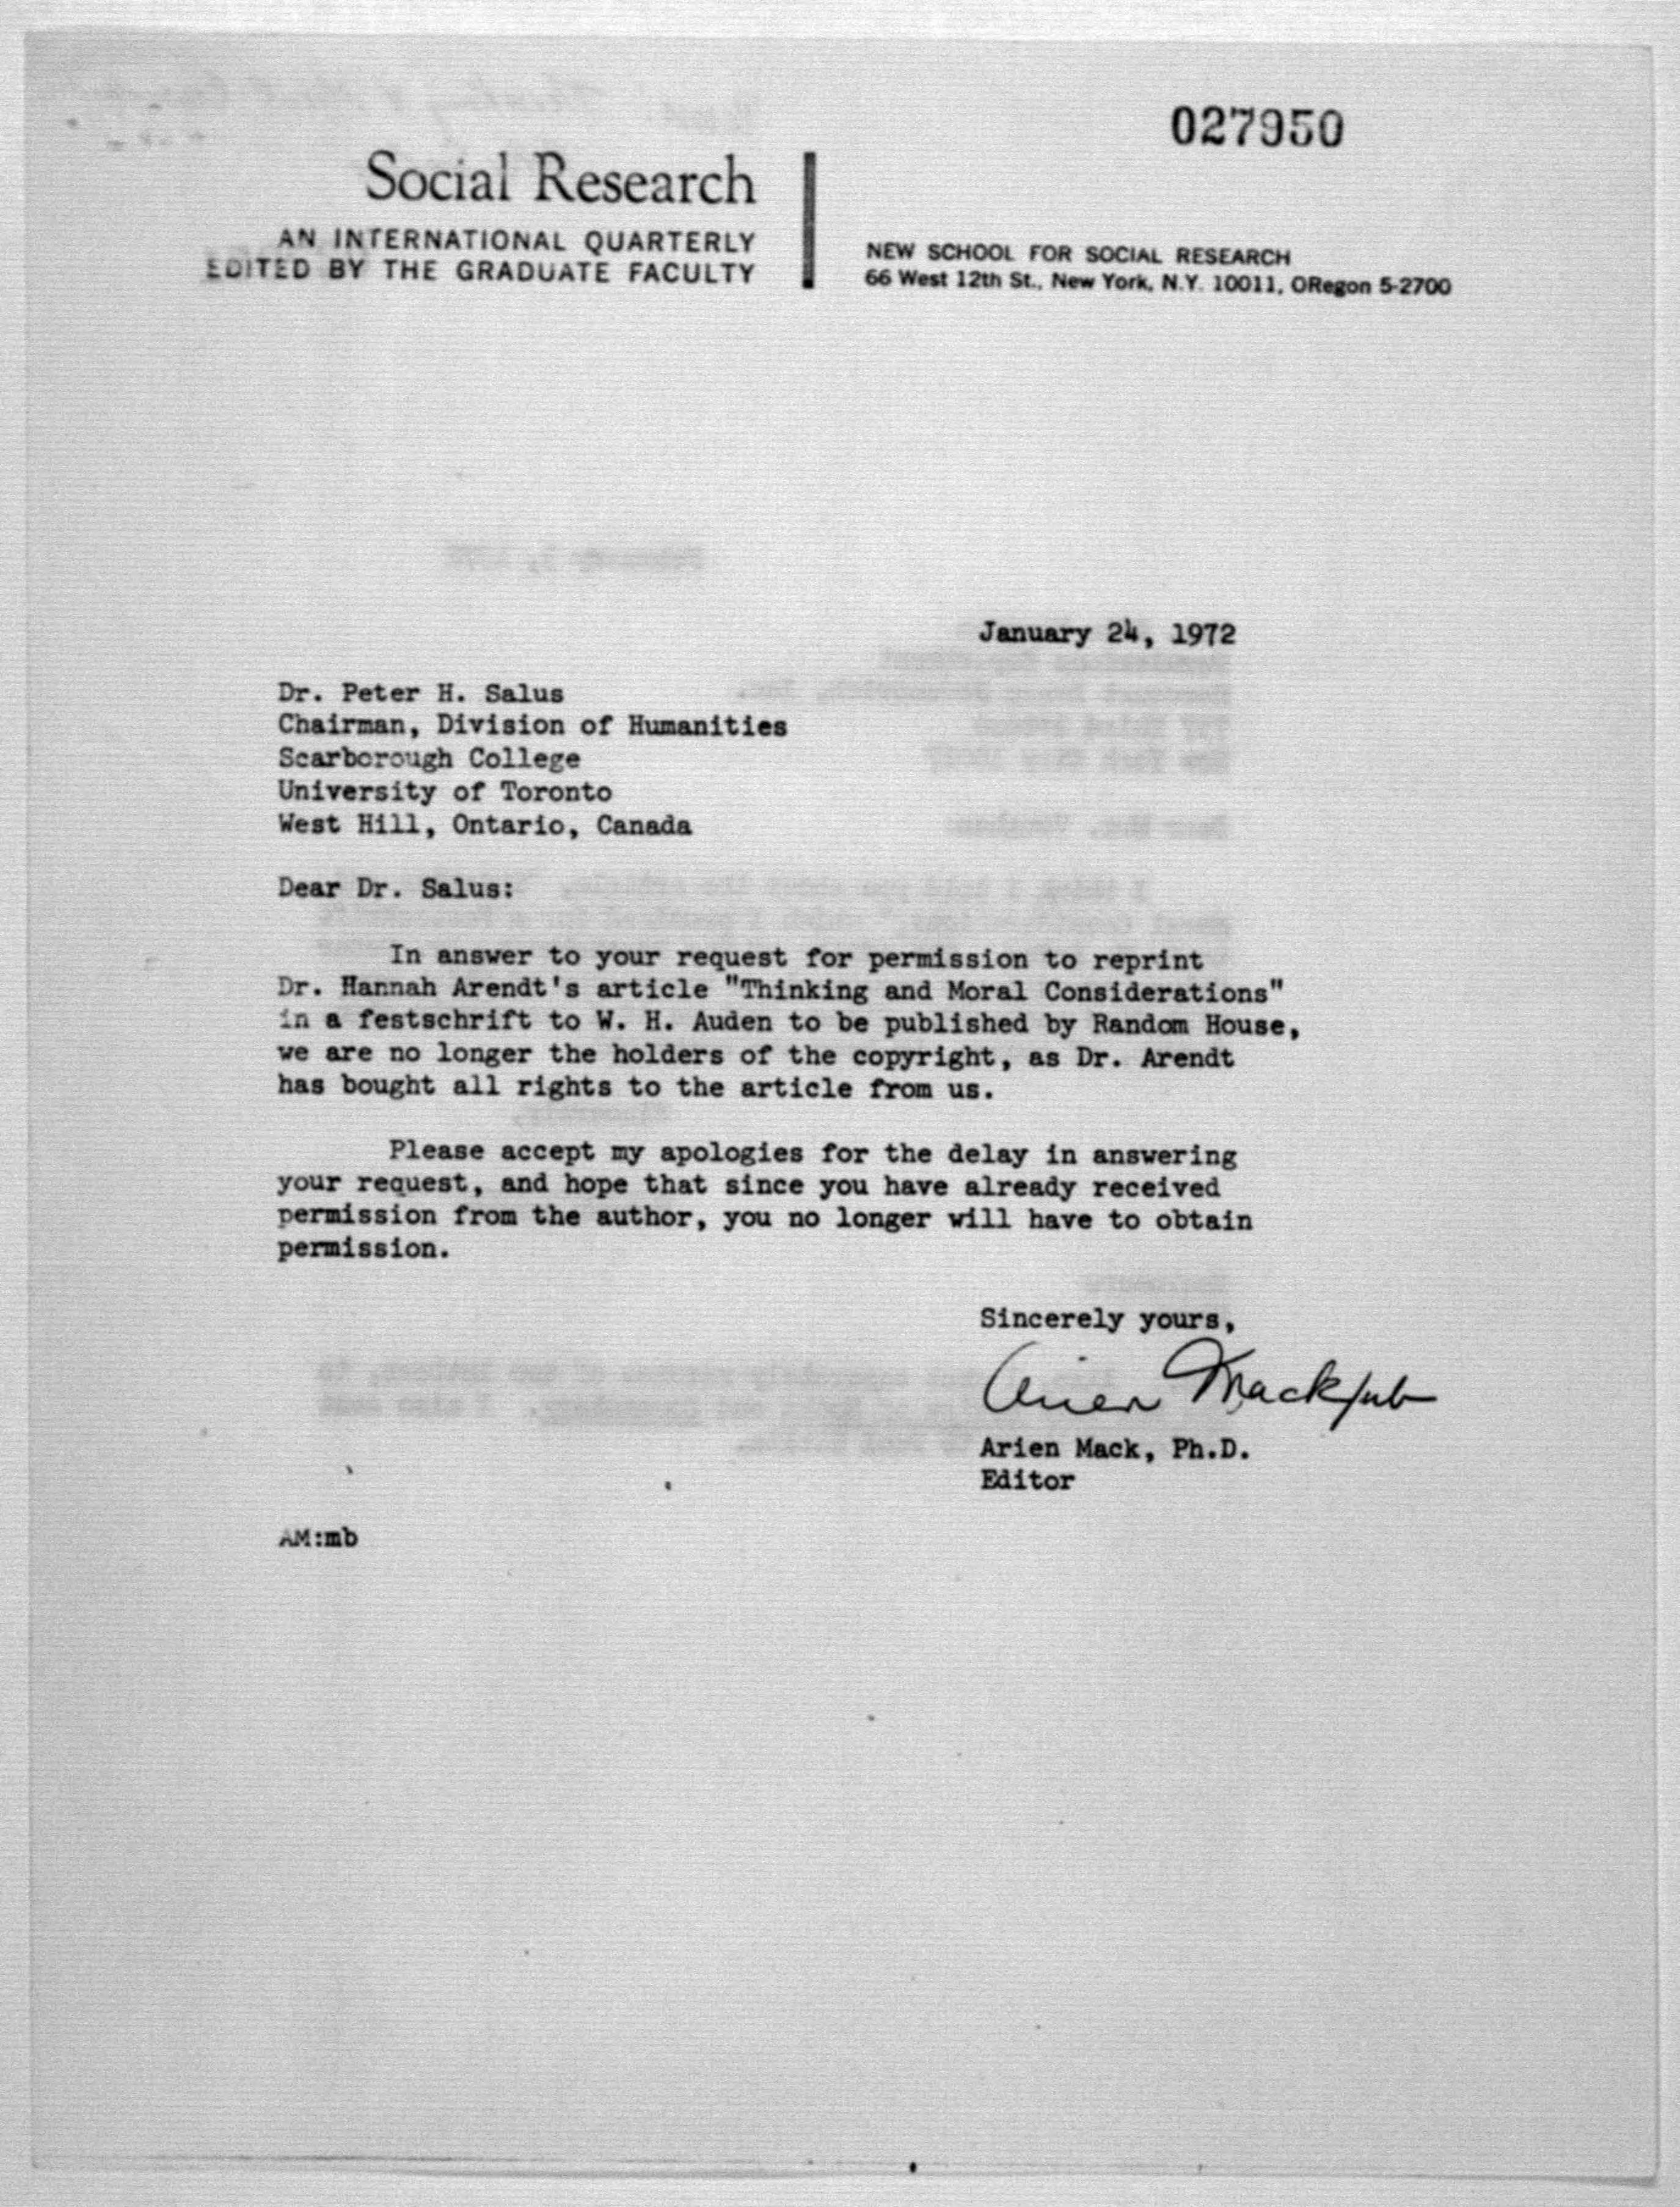 027950
Social Research
AN INTERNATIONAL QUARTERLY
EDITED BY THE GRADUATE FACULTY
NEW SCHOOL FOR SOCIAL RESEARCH
66 West 12th St., New York, N.Y. 10011, ORegon 5-2700
January 24, 1972
Dr. Peter H. Salus
Chairman, Division of Humanities
Scarborough College
University of Toronto
West Hill, Ontario, Canada
Dear Dr. Salus:
In answer to your request for permission to reprint
Dr. Hannah Arendt's article "Thinking and Moral Considerations"
in a festschrift to W. H. Auden to be published by Random House,
we are no longer the holders of the copyright, as Dr. Arendt
has bought all rights to the article from us.
Please accept my apologies for the delay in answering
your request, and hope that since you have already received
permission from the author, you no longer will have to obtain
permission.
Sincerely yours,
Arien Mack
Arien Mack, Ph.D.
Editor
AM:mb